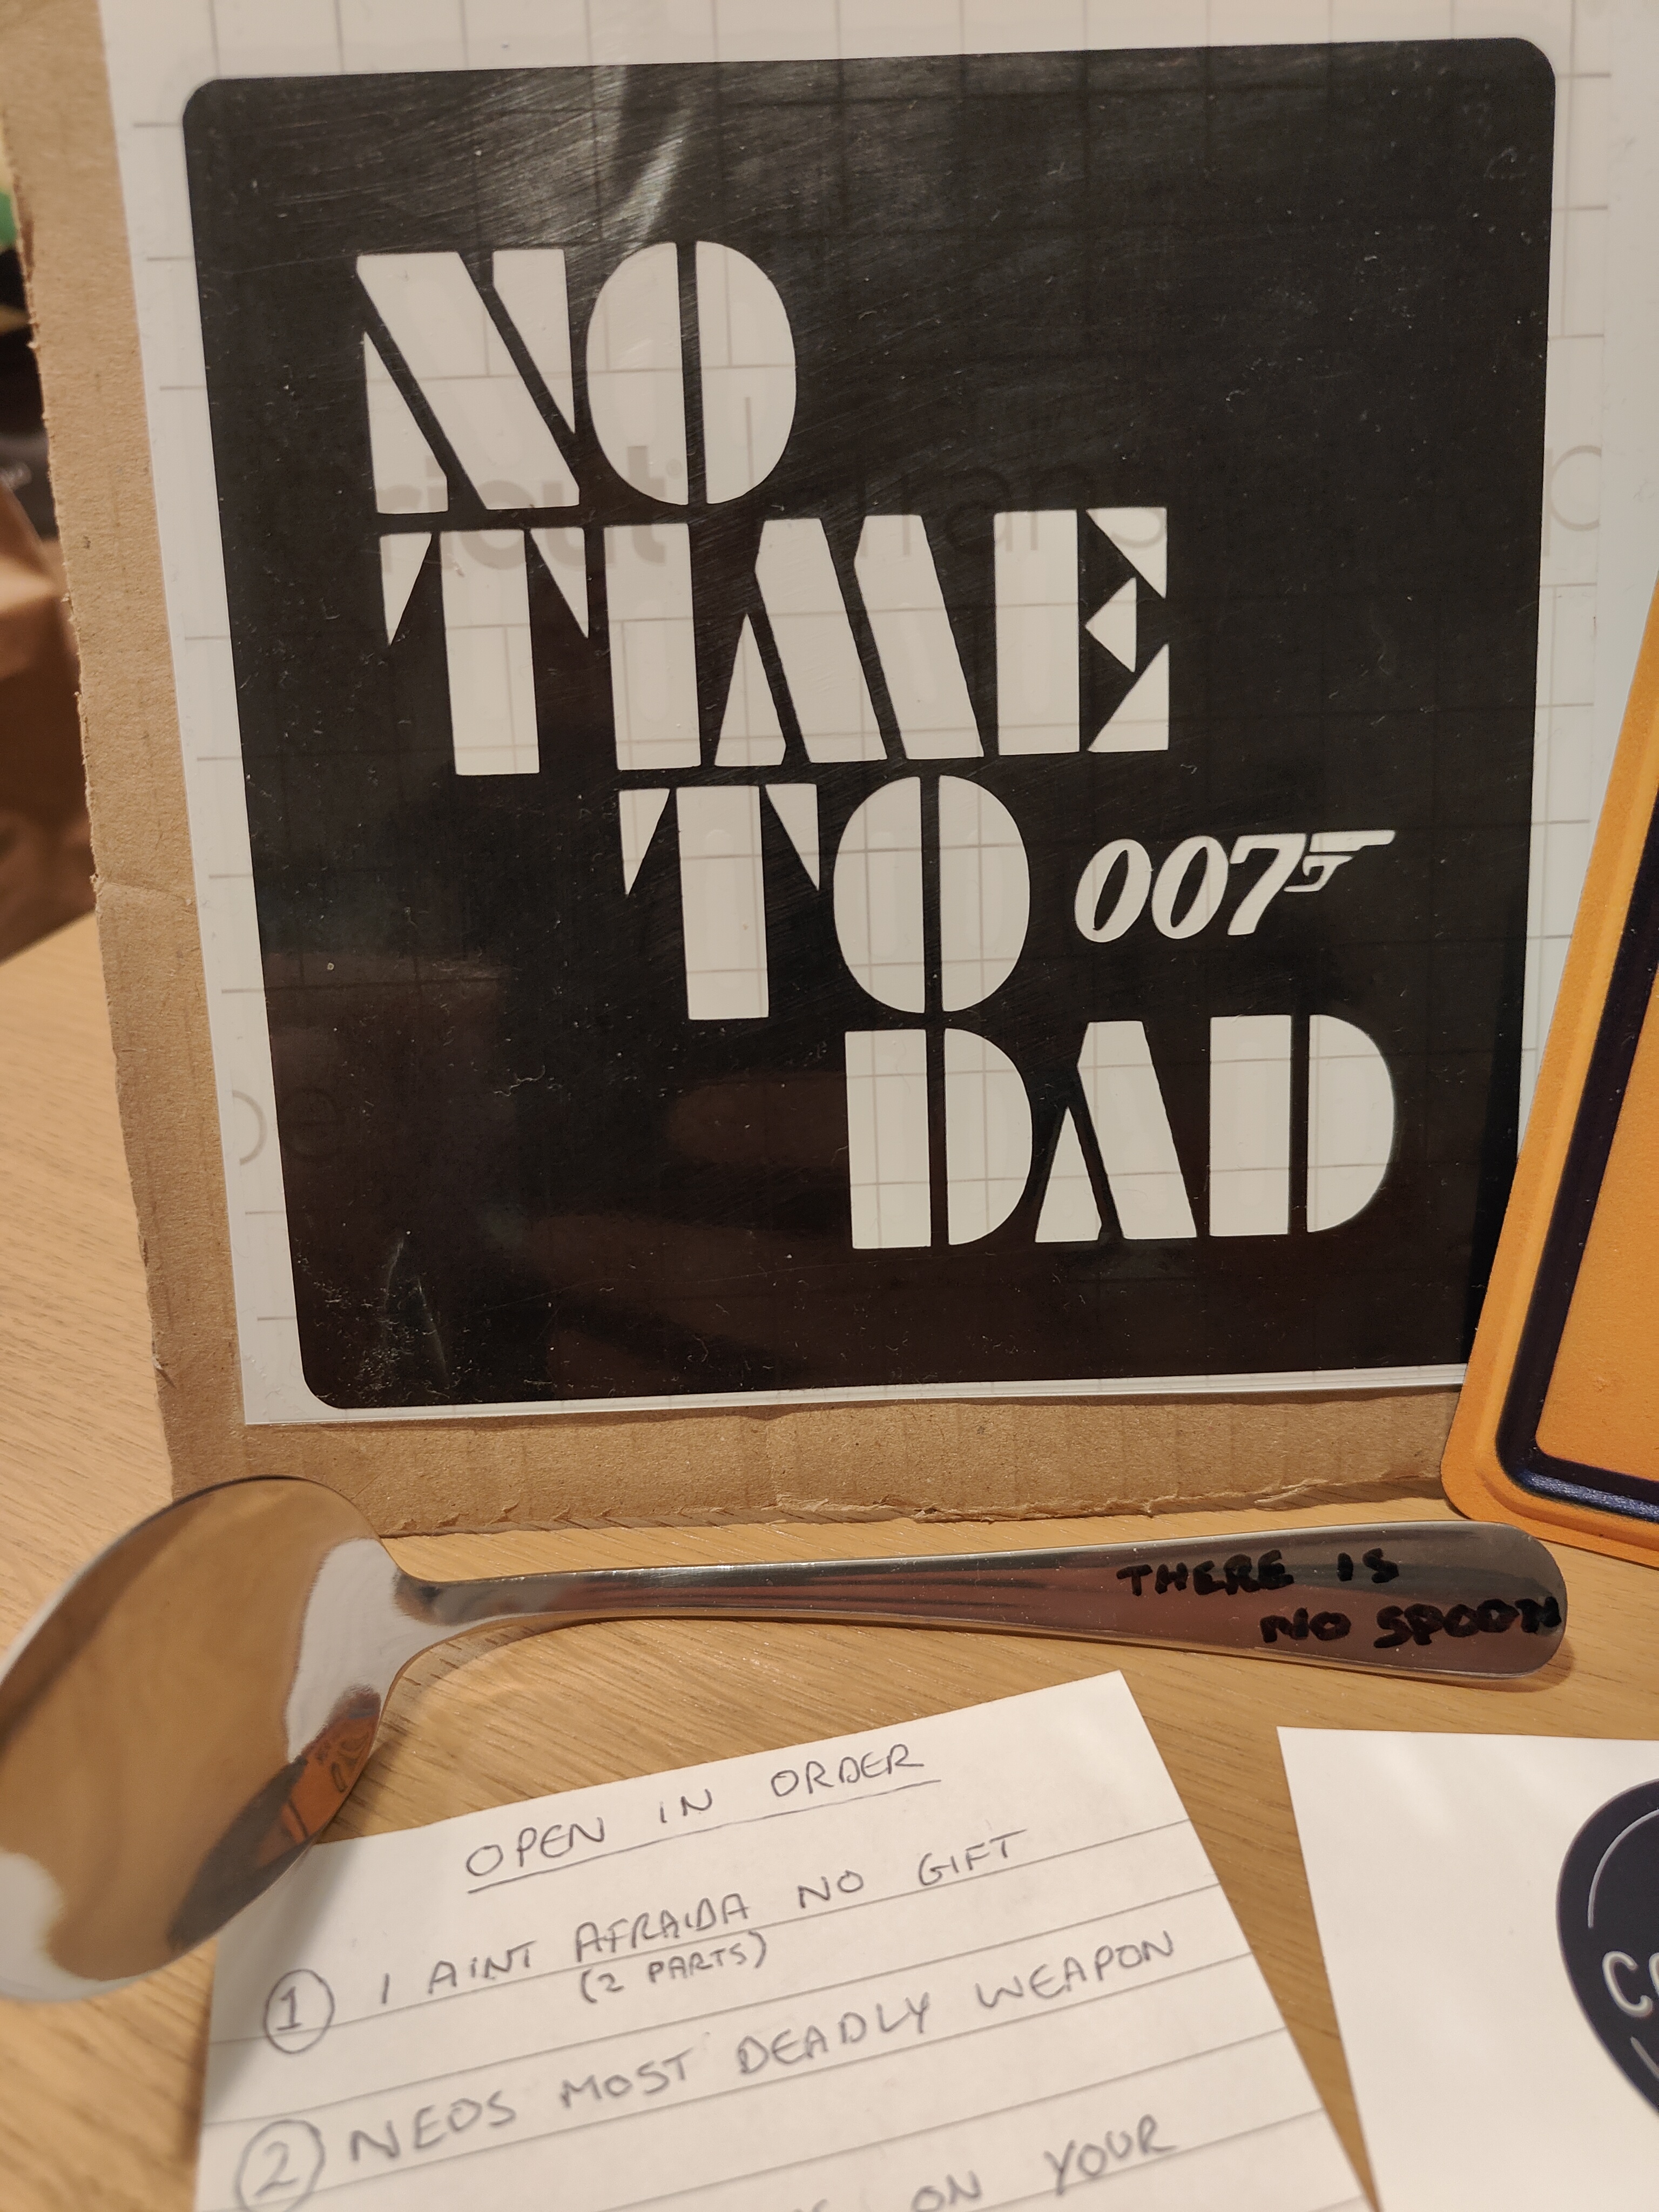 NO
TIME
TO 007
DAD
THERE IS
NO SPOON
OPEN IN ORDER
1 I AINT AFRAIDA NO GIFT
(2 PARTS)
2 NEOS MOST DEADLY WEAPON
ON YOUR